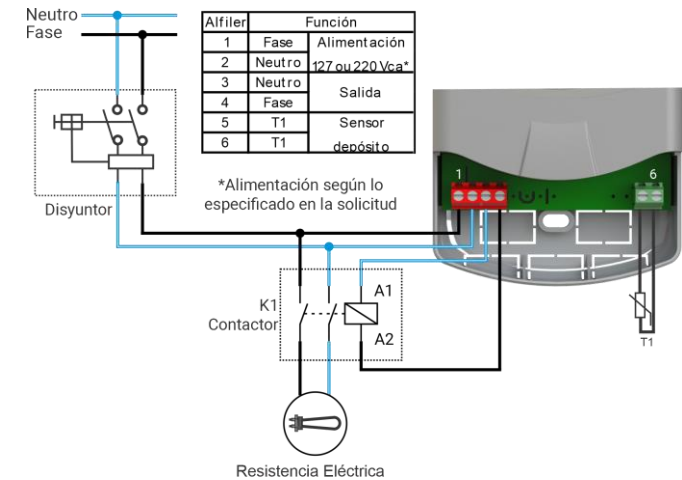 Neutro
Fase
Alfiler Función
1 Fase Alimentación
2 Neutro 127 ou 220 Vca*
3 Neutro Salida
4 Fase
5 T1 Sensor
6 T1 depósito
*Alimentación según lo
especificado en la solicitud
Disyuntor
1 6
K1
Contactor
A1
A2
T1
Resistencia Eléctrica